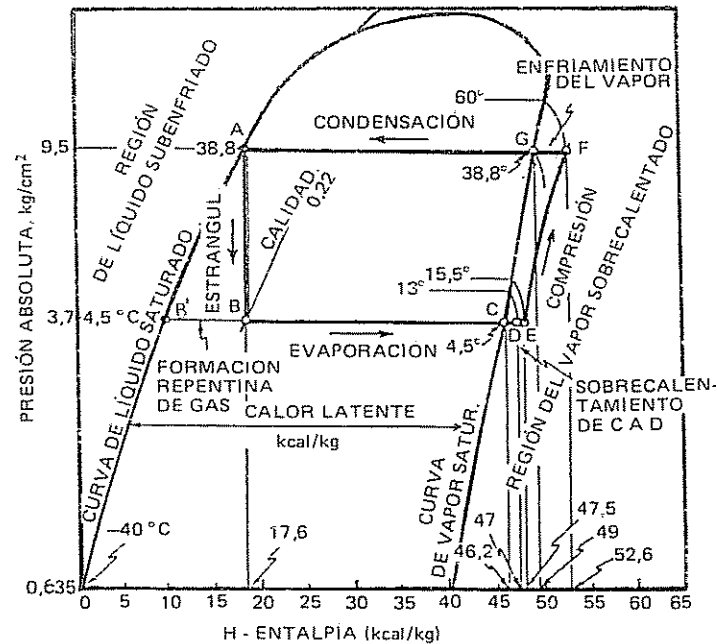 ENFRIAMIENTO
DEL VAPOR
60°
REGIÓN
DE LÍQUIDO SUBENFRIADO
A
CONDENSACIÓN
G
F
9,5
38,8
38,8°
CALIDAD.
0,22
ESTRANGUL.
COMPRESIÓN
15,5°
13°
PRESIÓN ABSOLUTA, kg/cm²
3,7
4,5 °C
B'
B
C
D
E
4,5°
EVAPORACIÓN
FORMACION
REPENTINA
DE GAS
CALOR LATENTE
kcal/kg
SOBRECALEN-
TAMIENTO
DE C A D
REGIÓN DEL VAPOR SOBRECALENTADO
CURVA DE LÍQUIDO SATURADO
CURVA
DE VAPOR SATUR.
-40 °C
17,6
47
46,2
47,5
49
52,6
0,635
0 5 10 15 20 25 30 35 40 45 50 55 60 65
H - ENTALPÍA (kcal/kg)